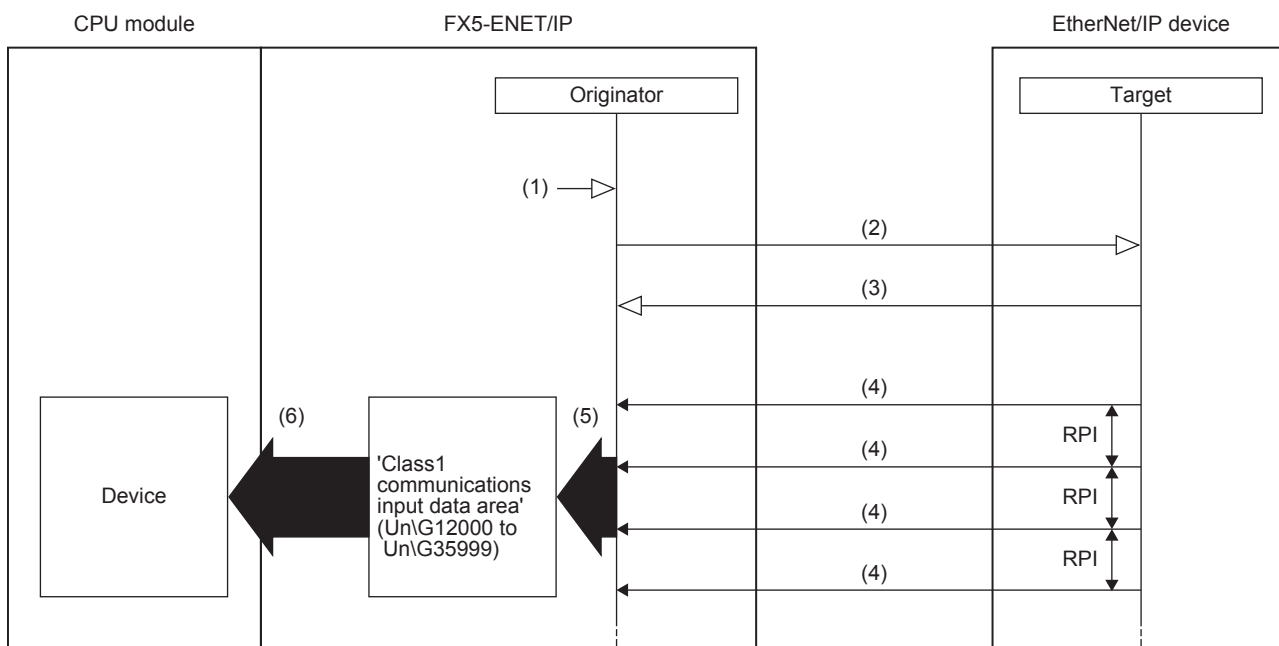 CPU module
FX5-ENET/IP
EtherNet/IP device
Originator
Target
(1)
(2)
(3)
(4)
RPI
(4)
RPI
(4)
RPI
(4)
(6)
(5)
Device
'Class1
communications
input data area'
(Un\G12000 to
Un\G35999)